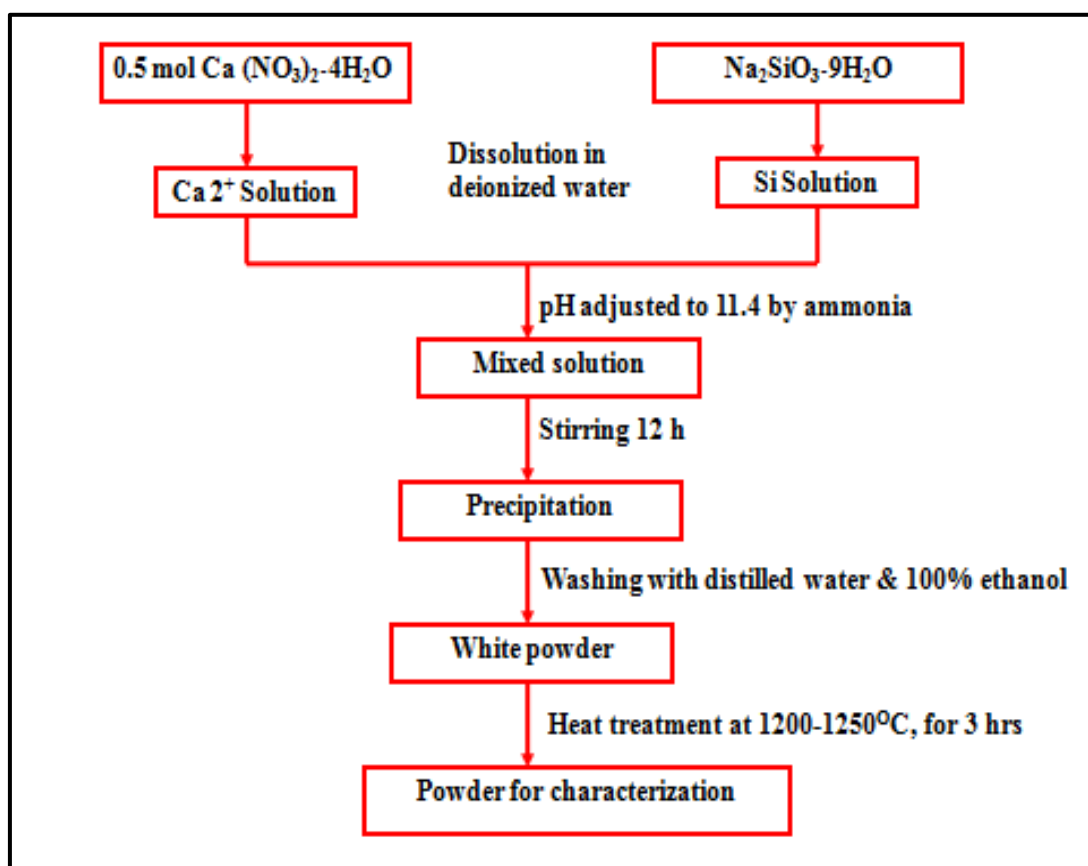 0.5 mol Ca (NO₃)₂-4H₂O
Na₂SiO₃-9H₂O
Dissolution in
deionized water
Ca 2⁺ Solution
Si Solution
pH adjusted to 11.4 by ammonia
Mixed solution
Stirring 12 h
Precipitation
Washing with distilled water & 100% ethanol
White powder
Heat treatment at 1200-1250⁰C, for 3 hrs
Powder for characterization